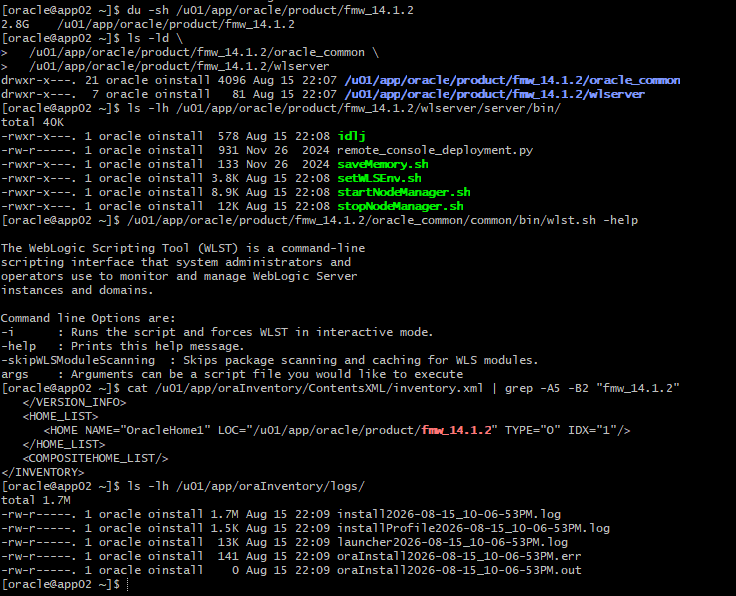 [oracle@app02 ~]$ du -sh /u01/app/oracle/product/fmw_14.1.2
2.8G    /u01/app/oracle/product/fmw_14.1.2
[oracle@app02 ~]$ ls -ld \
>   /u01/app/oracle/product/fmw_14.1.2/oracle_common \
>   /u01/app/oracle/product/fmw_14.1.2/wlserver
drwxr-x---. 21 oracle oinstall 4096 Aug 15 22:07 /u01/app/oracle/product/fmw_14.1.2/oracle_common
drwxr-x---.  7 oracle oinstall   81 Aug 15 22:07 /u01/app/oracle/product/fmw_14.1.2/wlserver
[oracle@app02 ~]$ ls -lh /u01/app/oracle/product/fmw_14.1.2/wlserver/server/bin/
total 40K
-rwxr-x---. 1 oracle oinstall  578 Aug 15 22:08 idlj
-rw-r-----. 1 oracle oinstall  931 Nov 26  2024 remote_console_deployment.py
-rwxr-x---. 1 oracle oinstall  133 Nov 26  2024 saveMemory.sh
-rwxr-x---. 1 oracle oinstall 3.8K Aug 15 22:08 setWLSEnv.sh
-rwxr-x---. 1 oracle oinstall 8.9K Aug 15 22:08 startNodeManager.sh
-rwxr-x---. 1 oracle oinstall  12K Aug 15 22:08 stopNodeManager.sh
[oracle@app02 ~]$ /u01/app/oracle/product/fmw_14.1.2/oracle_common/common/bin/wlst.sh -help

The WebLogic Scripting Tool (WLST) is a command-line
scripting interface that system administrators and
operators use to monitor and manage WebLogic Server
instances and domains.

Command line Options are:
-i      : Runs the script and forces WLST in interactive mode.
-help   : Prints this help message.
-skipWLSModuleScanning  : Skips package scanning and caching for WLS modules.
args    : Arguments can be a script file you would like to execute
[oracle@app02 ~]$ cat /u01/app/oraInventory/ContentsXML/inventory.xml | grep -A5 -B2 "fmw_14.1.2"
   </VERSION_INFO>
   <HOME_LIST>
      <HOME NAME="OracleHome1" LOC="/u01/app/oracle/product/fmw_14.1.2" TYPE="O" IDX="1"/>
   </HOME_LIST>
   <COMPOSITEHOME_LIST/>
</INVENTORY>
[oracle@app02 ~]$ ls -lh /u01/app/oraInventory/logs/
total 1.7M
-rw-r-----. 1 oracle oinstall 1.7M Aug 15 22:09 install2026-08-15_10-06-53PM.log
-rw-r-----. 1 oracle oinstall 1.5K Aug 15 22:09 installProfile2026-08-15_10-06-53PM.log
-rw-r-----. 1 oracle oinstall  13K Aug 15 22:09 launcher2026-08-15_10-06-53PM.log
-rw-r-----. 1 oracle oinstall  141 Aug 15 22:09 oraInstall2026-08-15_10-06-53PM.err
-rw-r-----. 1 oracle oinstall    0 Aug 15 22:09 oraInstall2026-08-15_10-06-53PM.out
[oracle@app02 ~]$